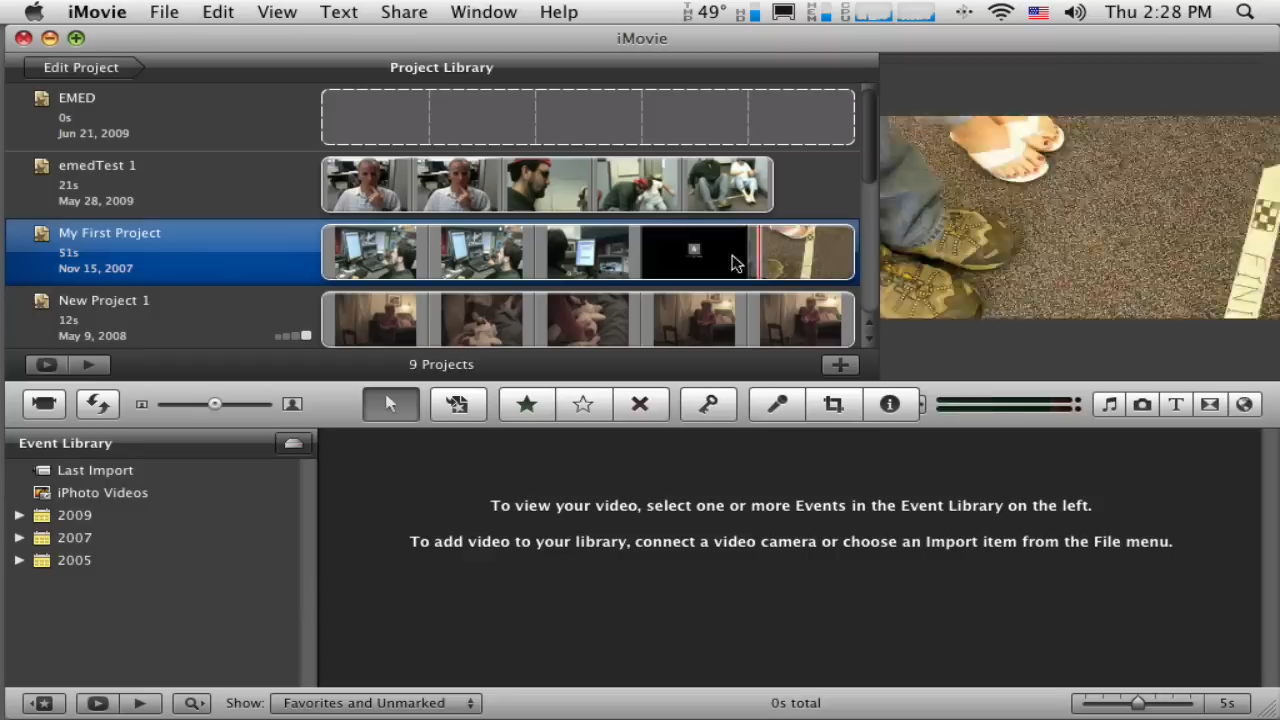 iMovie File Edit View Text Share Window Help 49° Thu 2:28 PM
iMovie
Edit Project
Project Library
EMED
0s
Jun 21, 2009
emedTest 1
21s
May 28, 2009
My First Project
51s
Nov 15, 2007
New Project 1
12s
May 9, 2008
9 Projects
Event Library
Last Import
iPhoto Videos
2009
2007
2005
To view your video, select one or more Events in the Event Library on the left.
To add video to your library, connect a video camera or choose an Import item from the File menu.
Show: Favorites and Unmarked
0s total
5s